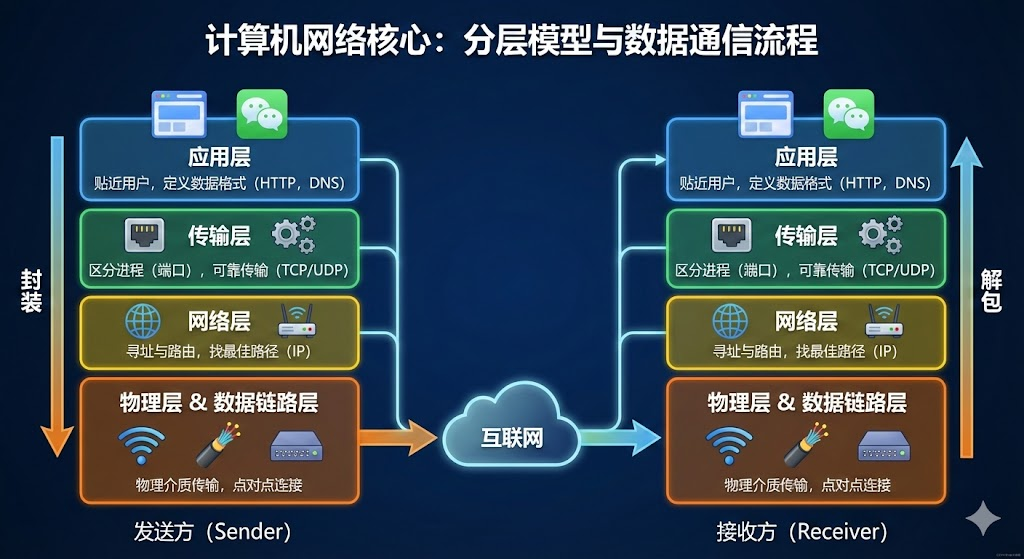 计算机网络核心：分层模型与数据通信流程
封装
应用层
贴近用户，定义数据格式（HTTP，DNS）
传输层
区分进程（端口），可靠传输（TCP/UDP）
网络层
寻址与路由，找最佳路径（IP）
物理层 & 数据链路层
物理介质传输，点对点连接
发送方（Sender）
互联网
应用层
贴近用户，定义数据格式（HTTP，DNS）
传输层
区分进程（端口），可靠传输（TCP/UDP）
网络层
寻址与路由，找最佳路径（IP）
物理层 & 数据链路层
物理介质传输，点对点连接
接收方（Receiver）
解包